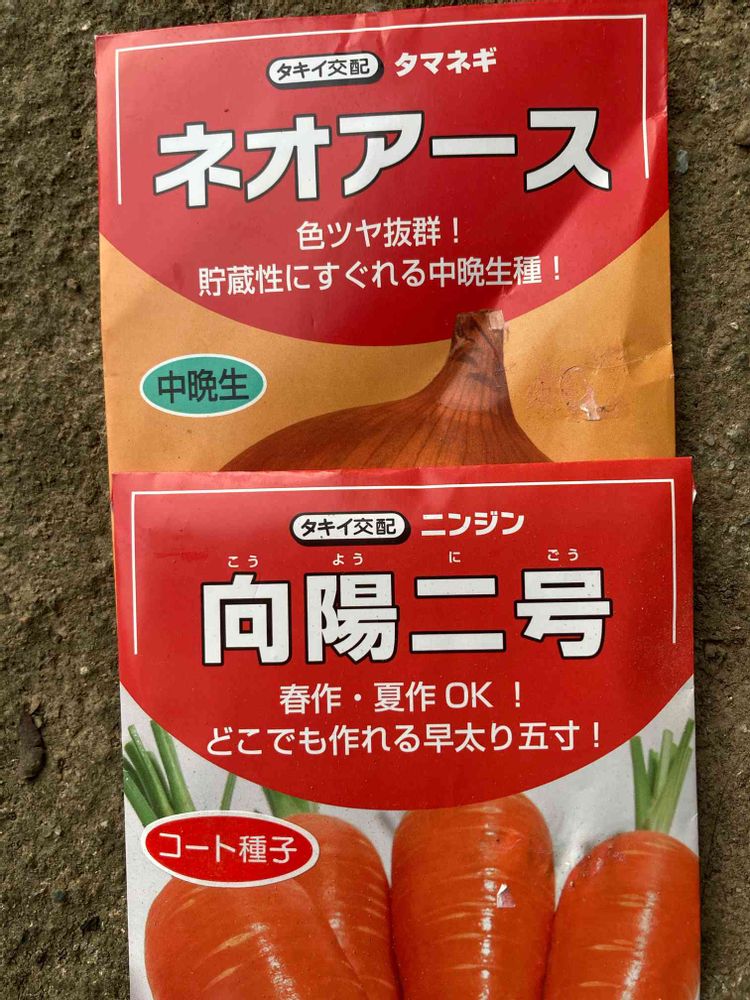 タキイ交配 タマネギ
ネオアース
色ツヤ抜群！
貯蔵性にすぐれる中晩生種！
中晩生
タキイ交配 ニンジン
こう よう に ごう
向陽二号
春作・夏作OK！
どこでも作れる早太り五寸！
コート種子